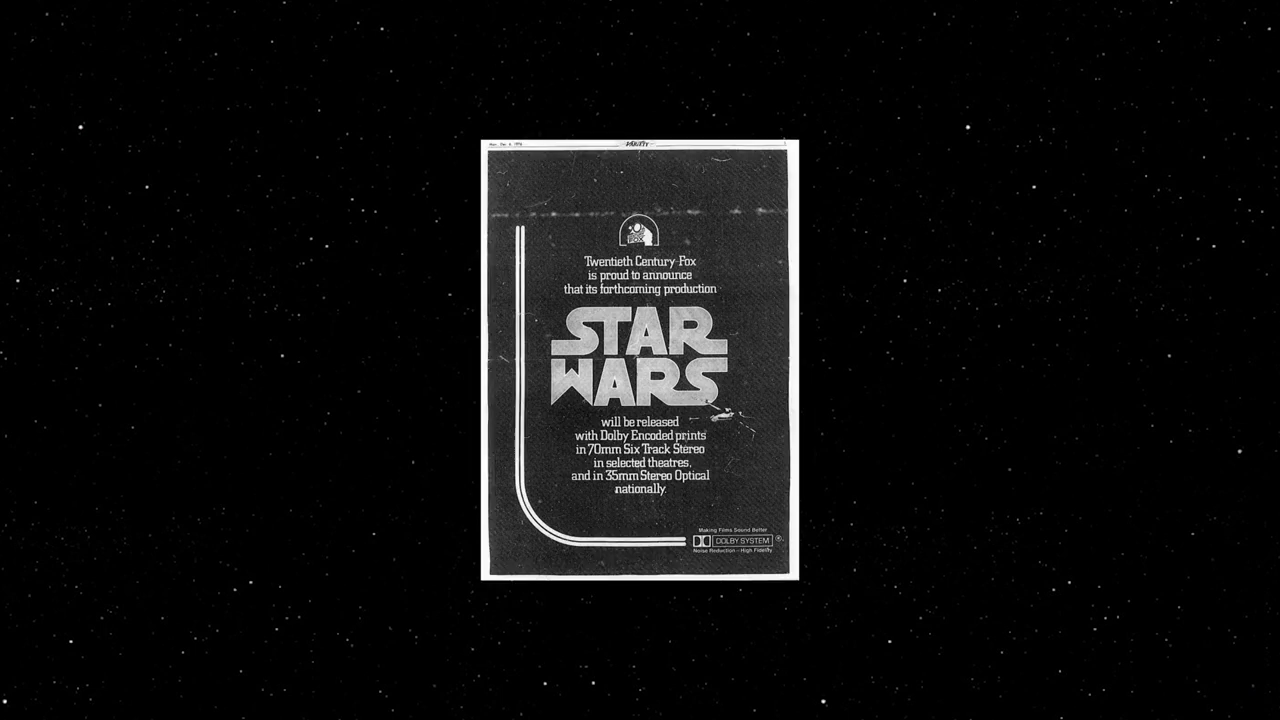 VARIETY
FOX
Twentieth Century-Fox
is proud to announce
that its forthcoming production
STAR
WARS
will be released
with Dolby Encoded prints
in 70mm Six Track Stereo
in selected theatres,
and in 35mm Stereo Optical
nationally.
Making Films Sound Better
DOLBY SYSTEM ®
Noise Reduction – High Fidelity